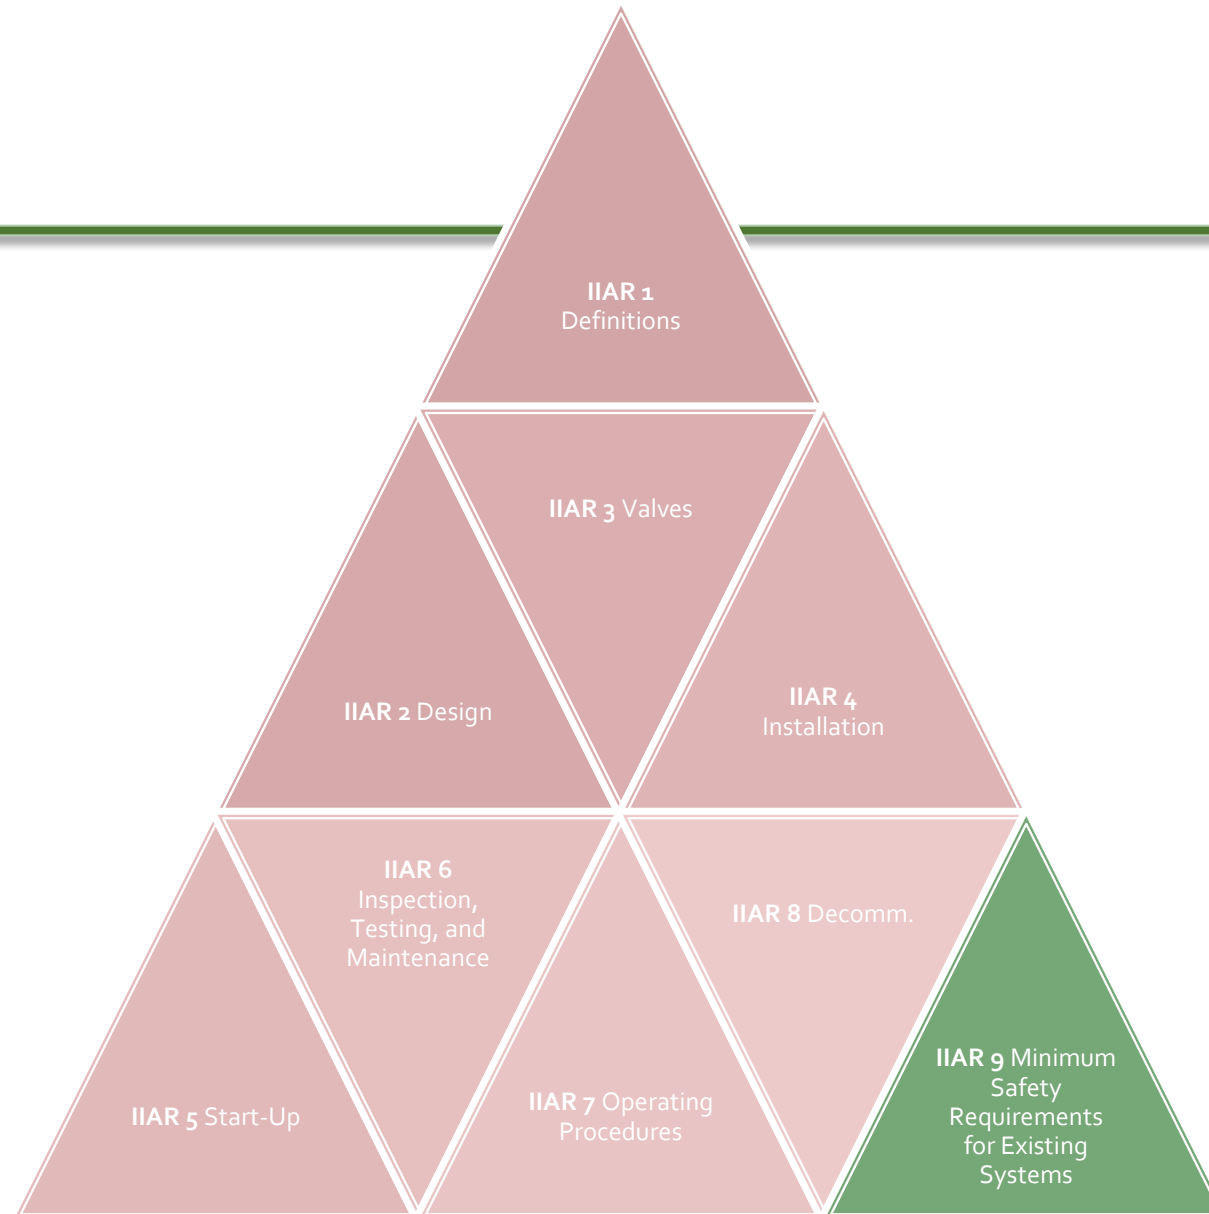 IIAR 1
Definitions
IIAR 3 Valves
IIAR 2 Design
IIAR 4
Installation
IIAR 6
Inspection,
Testing, and
Maintenance
IIAR 8 Decomm.
IIAR 5 Start-Up
IIAR 7 Operating
Procedures
IIAR 9 Minimum
Safety
Requirements
for Existing
Systems